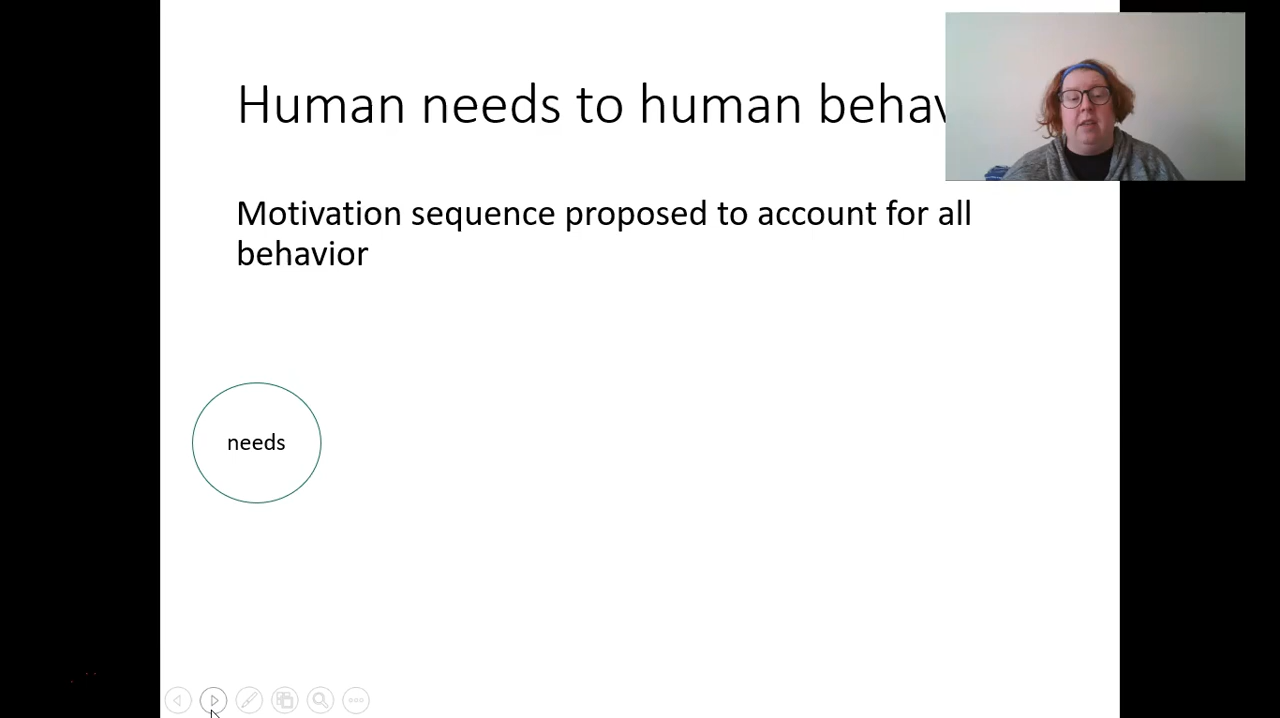 Human needs to human behav
Motivation sequence proposed to account for all
behavior
needs